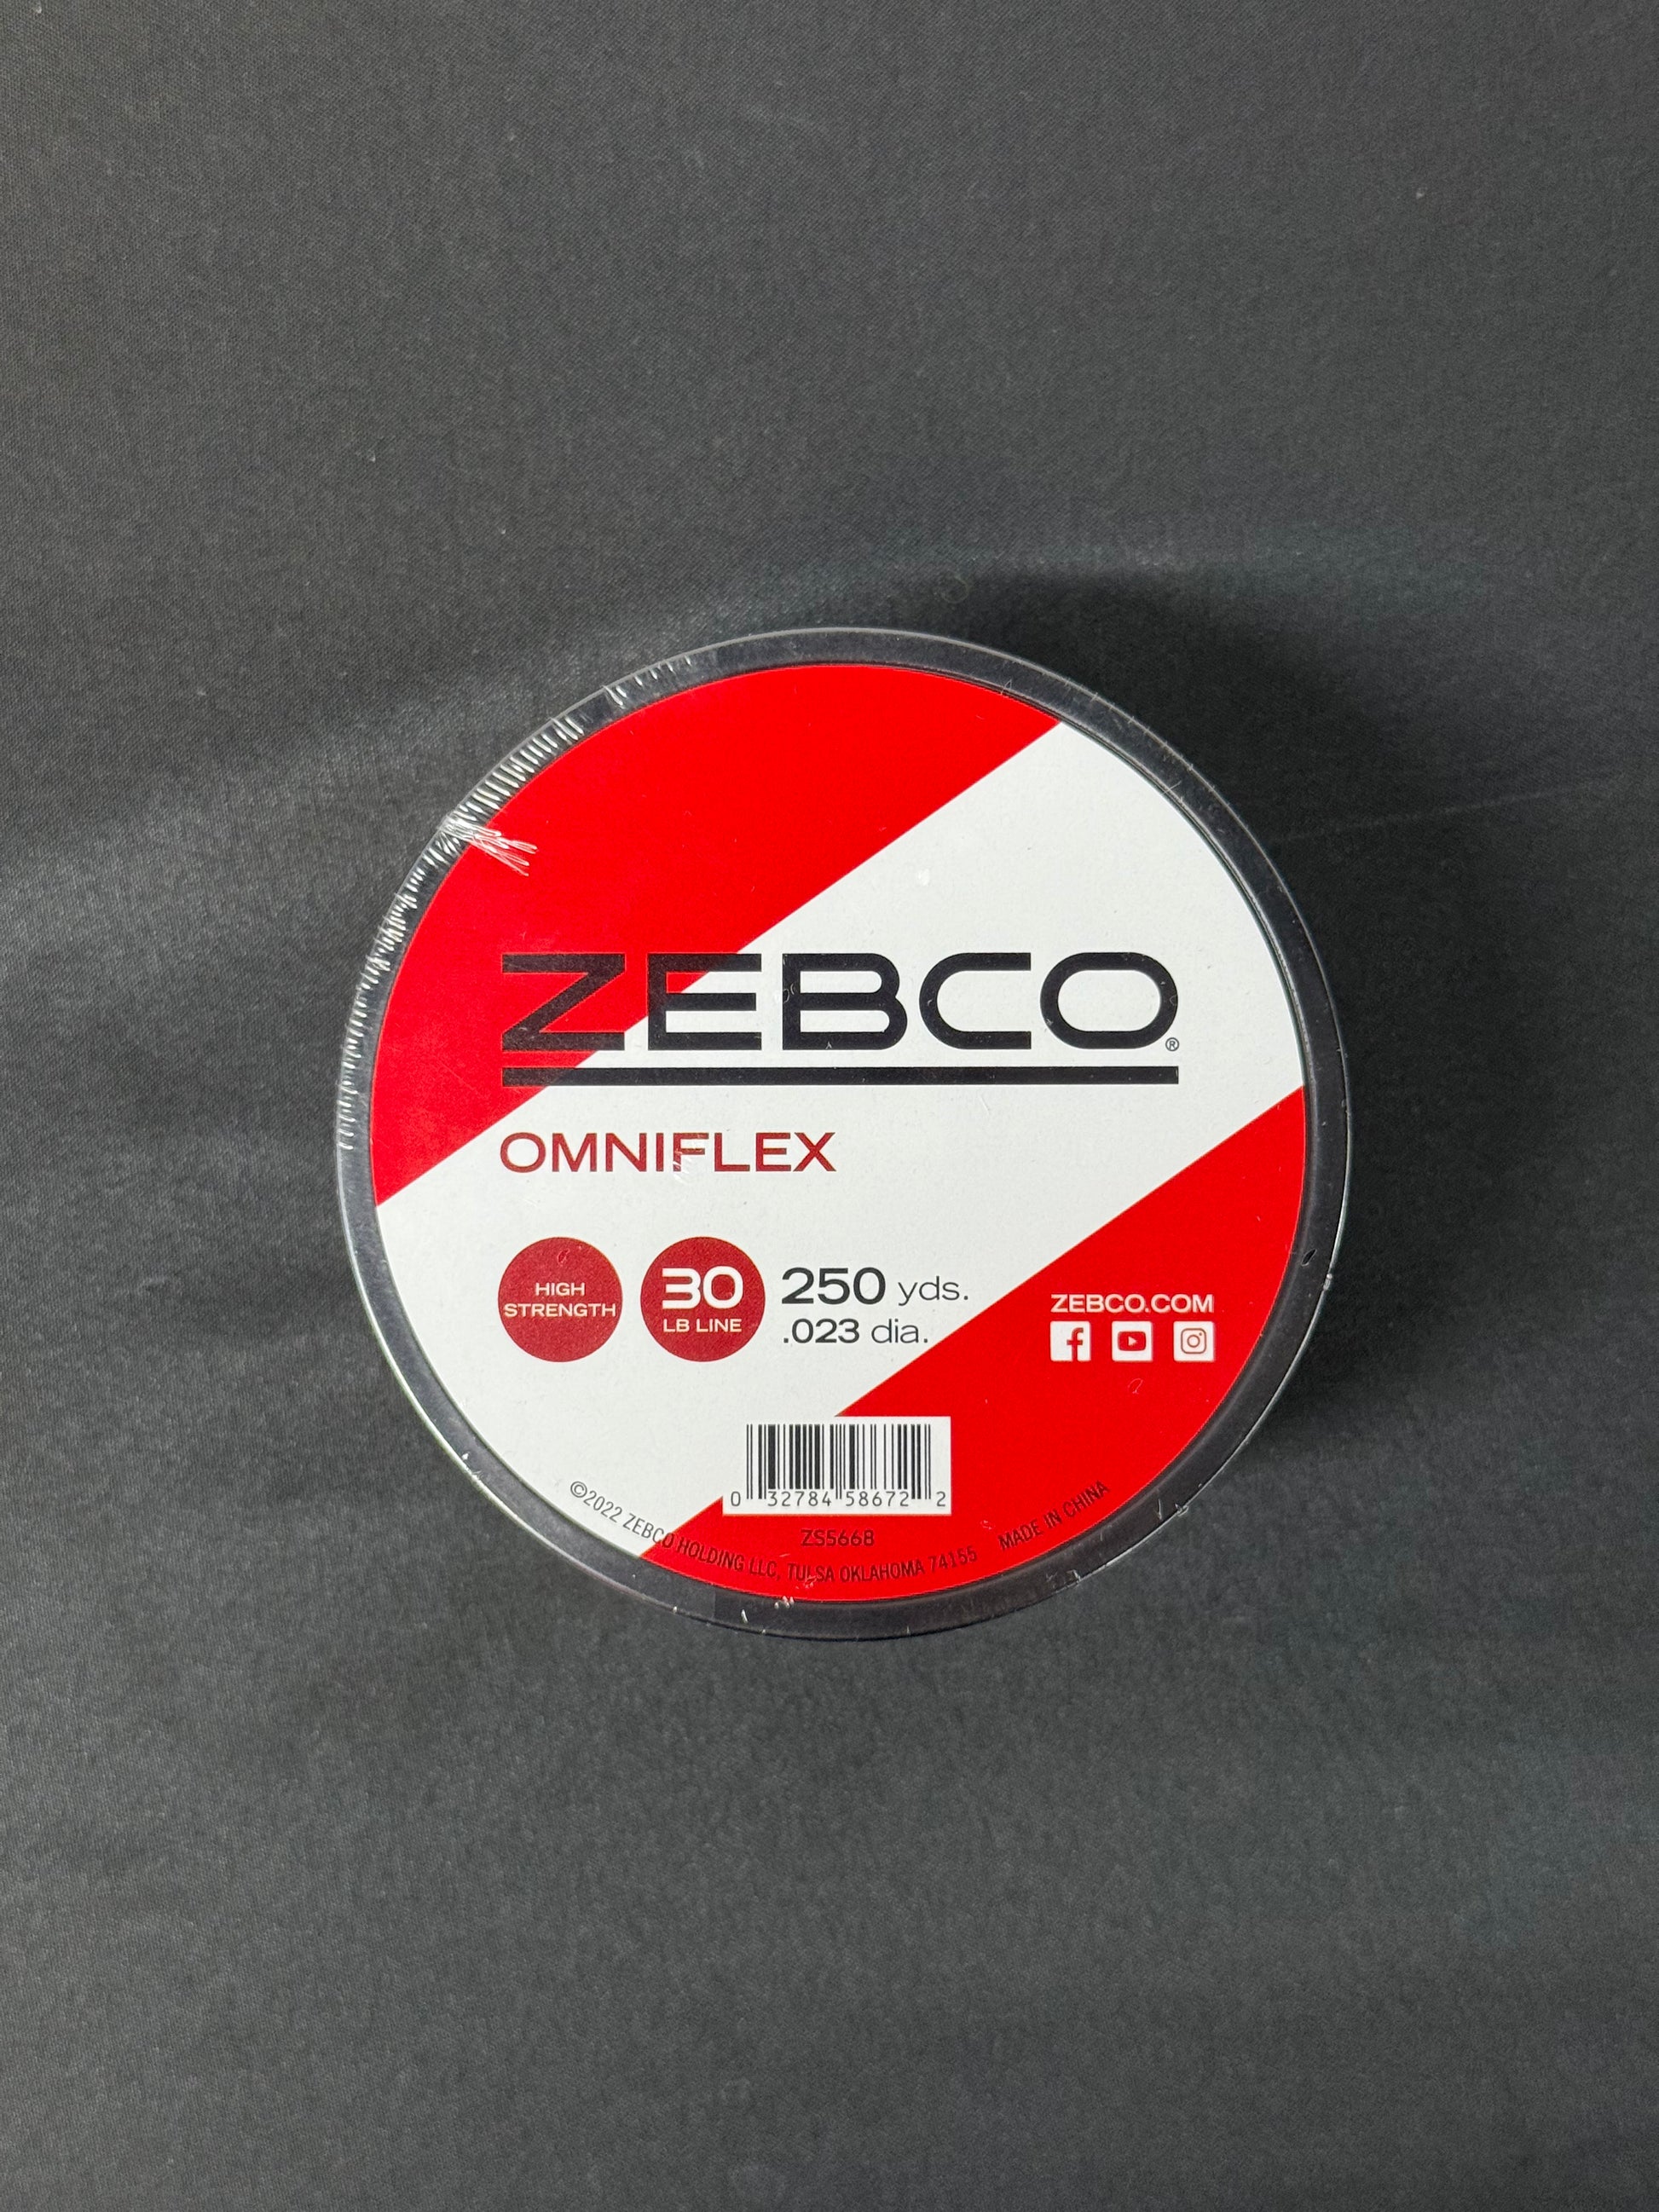 ZEBCO®
OMNIFLEX
HIGH
STRENGTH
30
LB LINE
250 yds.
.023 dia.
ZEBCO.COM
0 32784 58672 2
ZS5668
©2022 ZEBCO HOLDING LLC, TULSA OKLAHOMA 74155 MADE IN CHINA